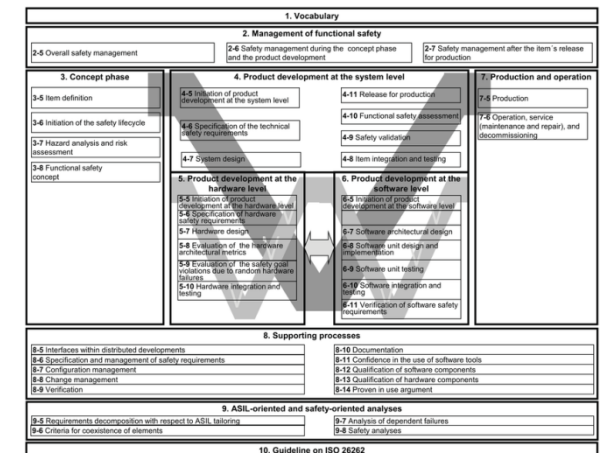 1. Vocabulary
2. Management of functional safety
2-5 Overall safety management
2-6 Safety management during the concept phase
and the product development
2-7 Safety management after the item`s release
for production
3. Concept phase
3-5 Item definition
3-6 Initiation of the safety lifecycle
3-7 Hazard analysis and risk
assessment
3-8 Functional safety
concept
4. Product development at the system level
4-5 Initiation of product
development at the system level
4-6 Specification of the technical
safety requirements
4-7 System design
4-11 Release for production
4-10 Functional safety assessment
4-9 Safety validation
4-8 Item integration and testing
7. Production and operation
7-5 Production
7-6 Operation, service
(maintenance and repair), and
decommissioning
5. Product development at the
hardware level
5-5 Initiation of product
development at the hardware level
5-6 Specification of hardware
safety requirements
5-7 Hardware design
5-8 Evaluation of the hardware
architectural metrics
5-9 Evaluation of the safety goal
violations due to random hardware
failures
5-10 Hardware integration and
testing
6. Product development at the
software level
6-5 Initiation of product
development at the software level
6-7 Software architectural design
6-8 Software unit design and
implementation
6-9 Software unit testing
6-10 Software integration and
testing
6-11 Verification of software safety
requirements
8. Supporting processes
8-5 Interfaces within distributed developments
8-6 Specification and management of safety requirements
8-7 Configuration management
8-8 Change management
8-9 Verification
8-10 Documentation
8-11 Confidence in the use of software tools
8-12 Qualification of software components
8-13 Qualification of hardware components
8-14 Proven in use argument
9. ASIL-oriented and safety-oriented analyses
9-5 Requirements decomposition with respect to ASIL tailoring
9-6 Criteria for coexistence of elements
9-7 Analysis of dependent failures
9-8 Safety analyses
10. Guideline on ISO 26262